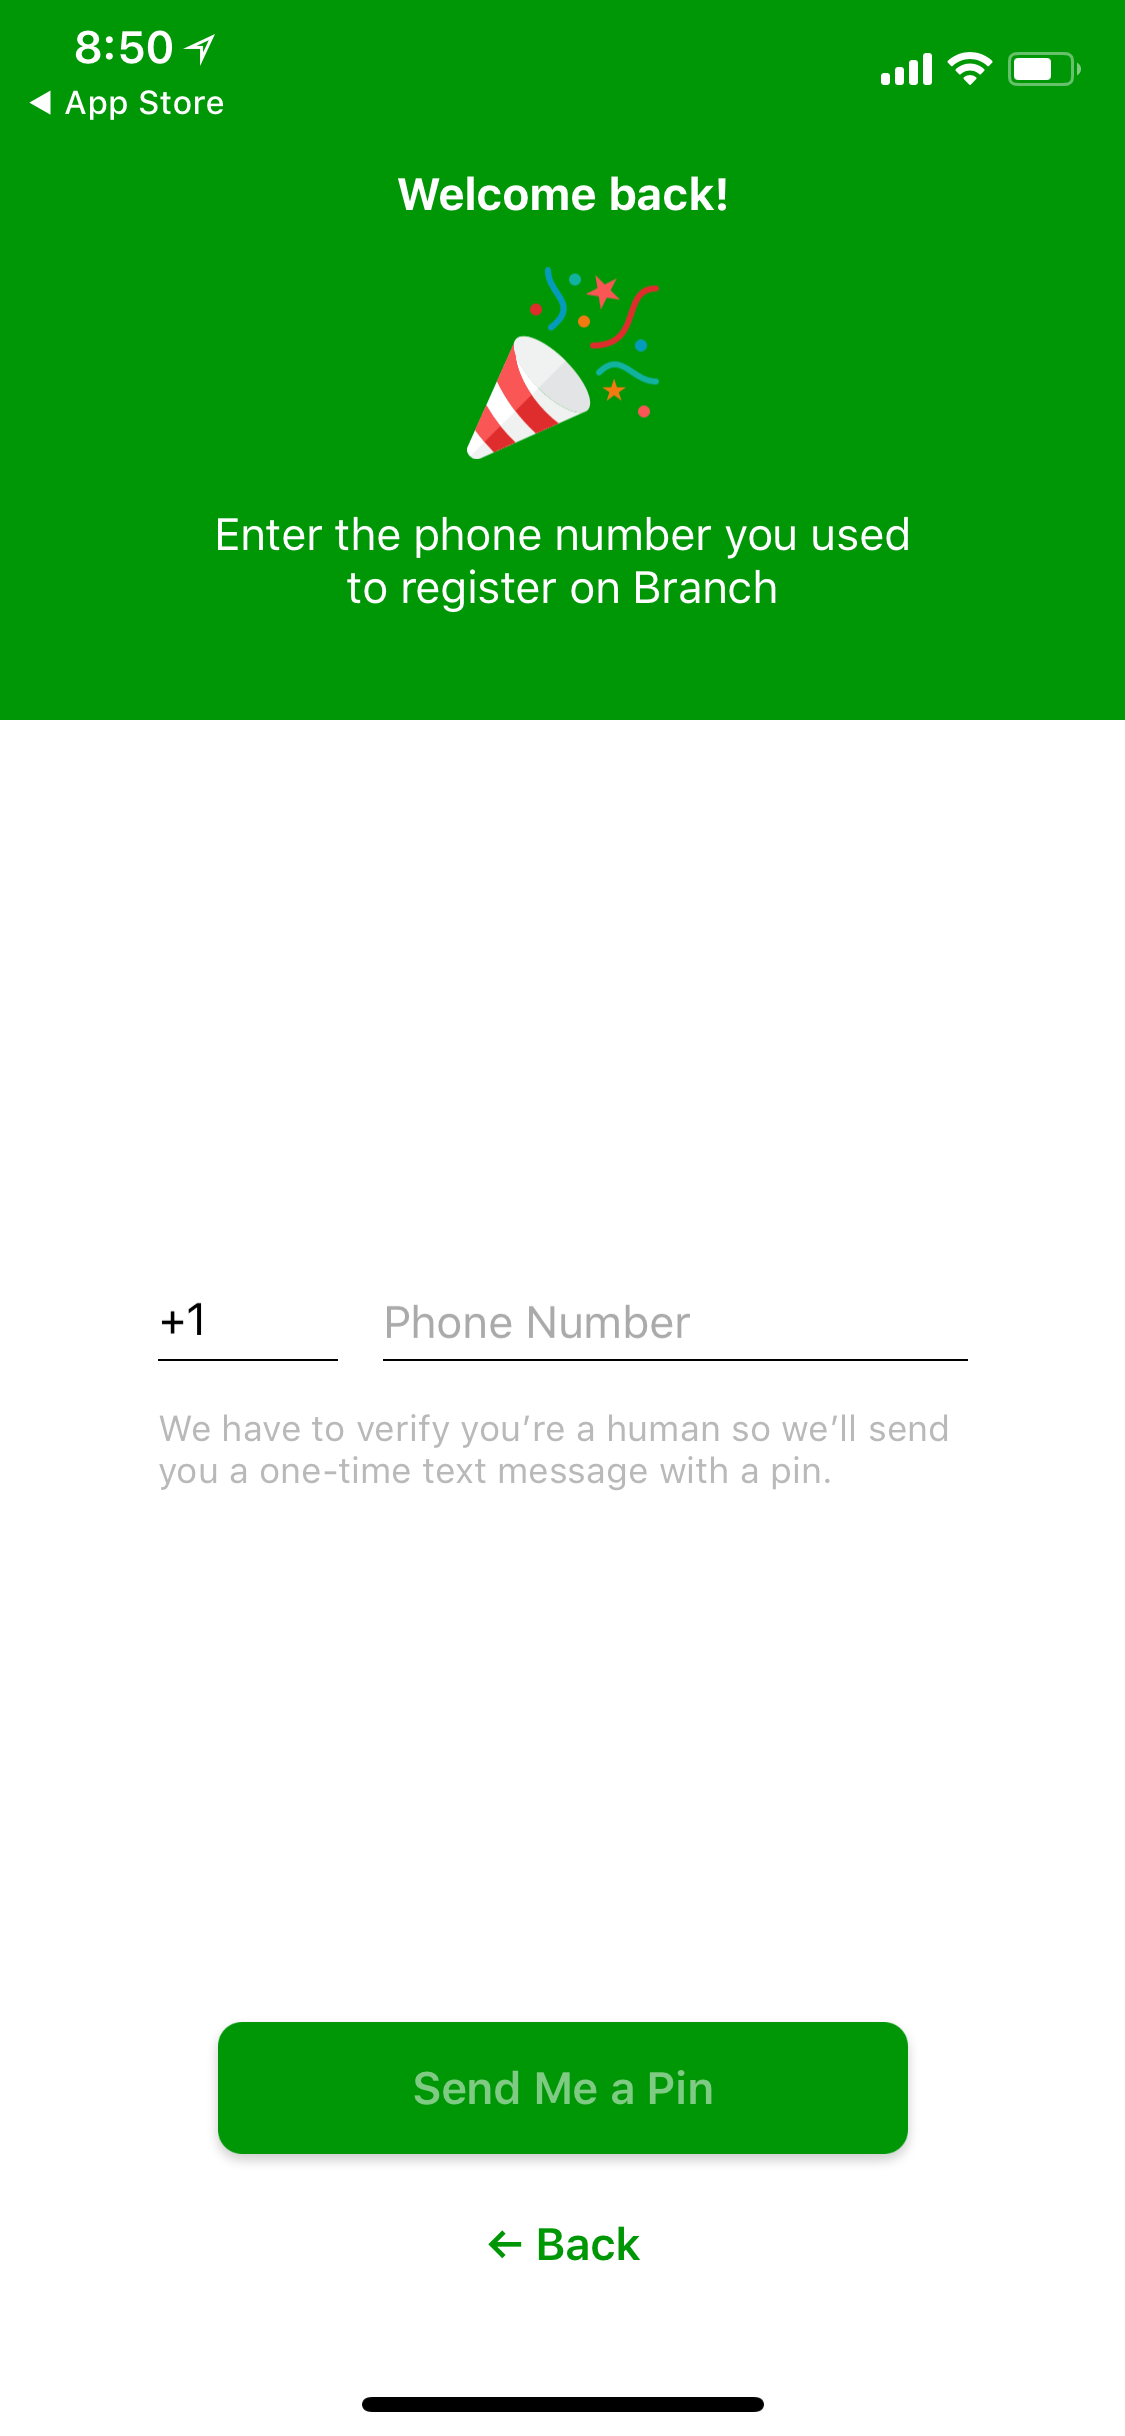 8:50
◀ App Store
Welcome back!
Enter the phone number you used
to register on Branch
+1
Phone Number
We have to verify you’re a human so we’ll send
you a one-time text message with a pin.
Send Me a Pin
← Back